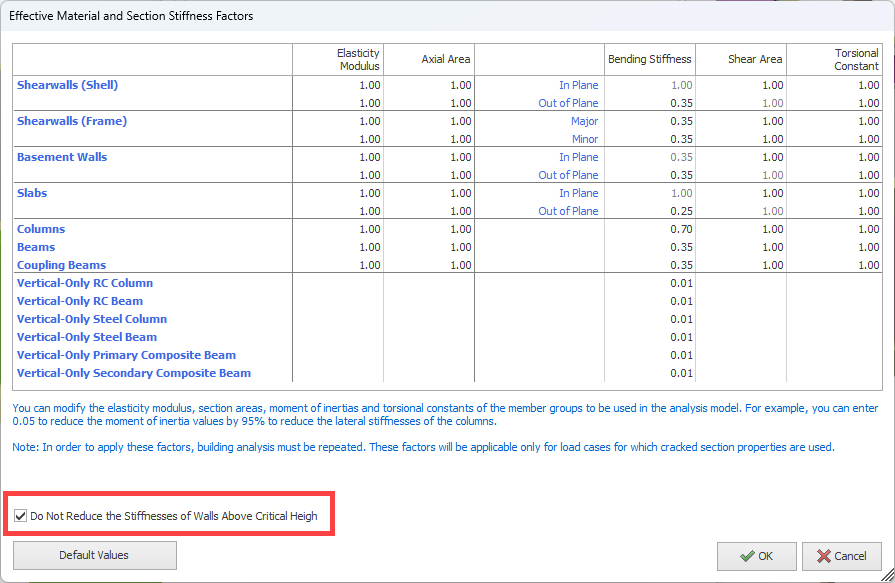 Effective Material and Section Stiffness Factors
Elasticity Modulus Axial Area Bending Stiffness Shear Area Torsional Constant
Shearwalls (Shell) 1.00 1.00 In Plane 1.00 1.00 1.00
1.00 1.00 Out of Plane 0.35 1.00 1.00
Shearwalls (Frame) 1.00 1.00 Major 0.35 1.00 1.00
1.00 1.00 Minor 0.35 1.00 1.00
Basement Walls 1.00 1.00 In Plane 0.35 1.00 1.00
1.00 1.00 Out of Plane 0.35 1.00 1.00
Slabs 1.00 1.00 In Plane 1.00 1.00 1.00
1.00 1.00 Out of Plane 0.25 1.00 1.00
Columns 1.00 1.00 0.70 1.00 1.00
Beams 1.00 1.00 0.35 1.00 1.00
Coupling Beams 1.00 1.00 0.35 1.00 1.00
Vertical-Only RC Column 0.01
Vertical-Only RC Beam 0.01
Vertical-Only Steel Column 0.01
Vertical-Only Steel Beam 0.01
Vertical-Only Primary Composite Beam 0.01
Vertical-Only Secondary Composite Beam 0.01
You can modify the elasticity modulus, section areas, moment of inertias and torsional constants of the member groups to be used in the analysis model. For example, you can enter
0.05 to reduce the moment of inertia values by 95% to reduce the lateral stiffnesses of the columns.
Note: In order to apply these factors, building analysis must be repeated. These factors will be applicable only for load cases for which cracked section properties are used.
Do Not Reduce the Stiffnesses of Walls Above Critical Heigh
Default Values OK Cancel